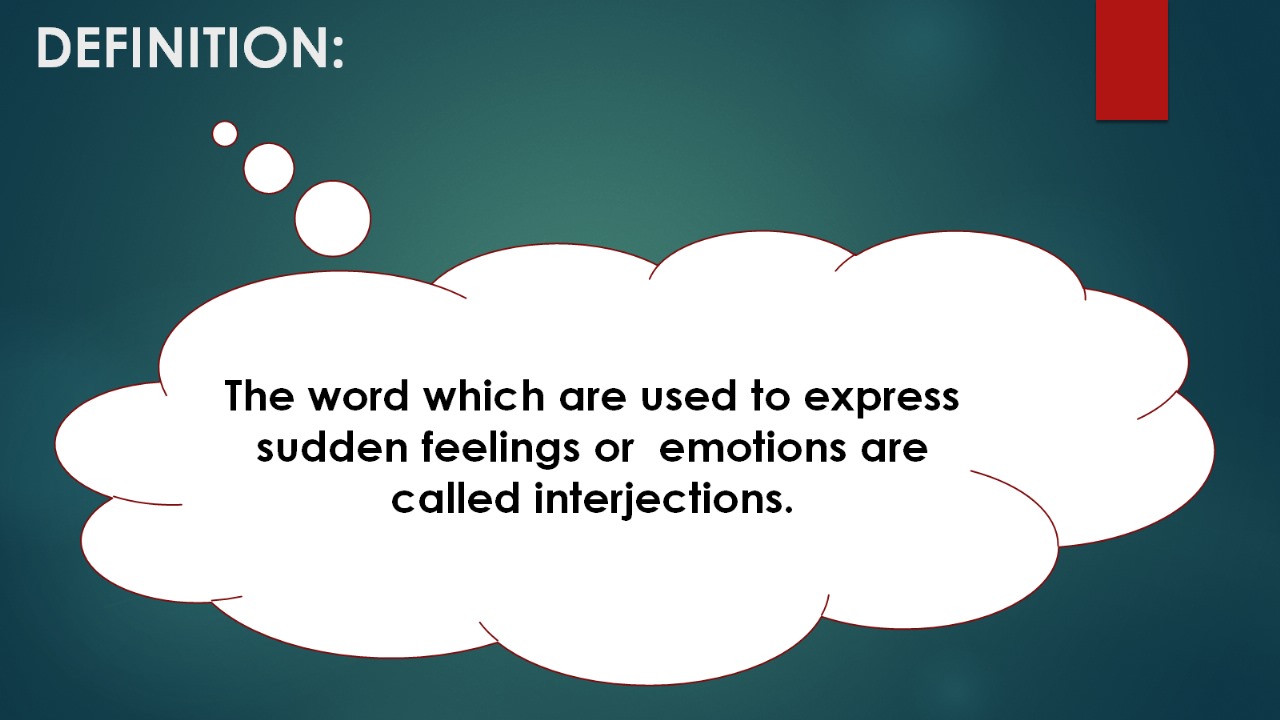 DEFINITION:
The word which are used to express
sudden feelings or  emotions are
called interjections.